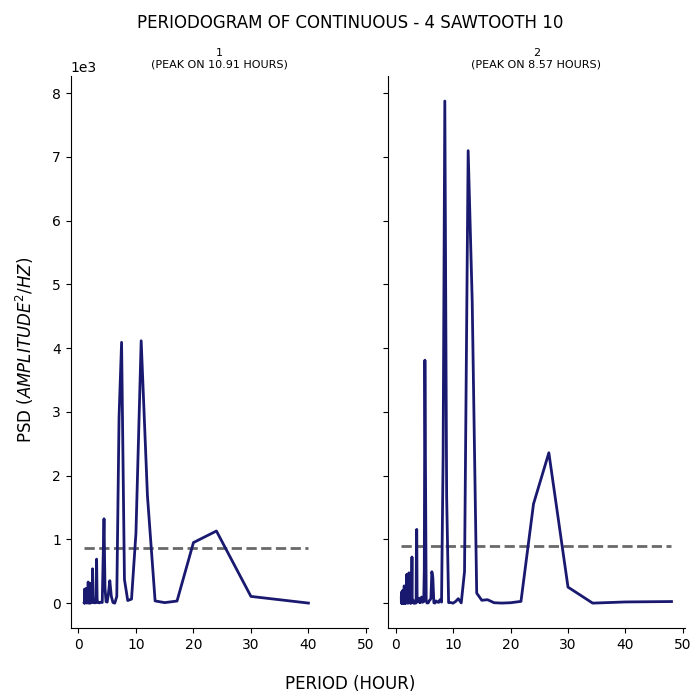 PERIODOGRAM OF CONTINUOUS - 4 SAWTOOTH 10
1
(PEAK ON 10.91 HOURS)
2
(PEAK ON 8.57 HOURS)
1e3
8
7
6
5
4
3
2
1
0
PSD (AMPLITUDE²/HZ)
0 10 20 30 40 50
0 10 20 30 40 50
PERIOD (HOUR)